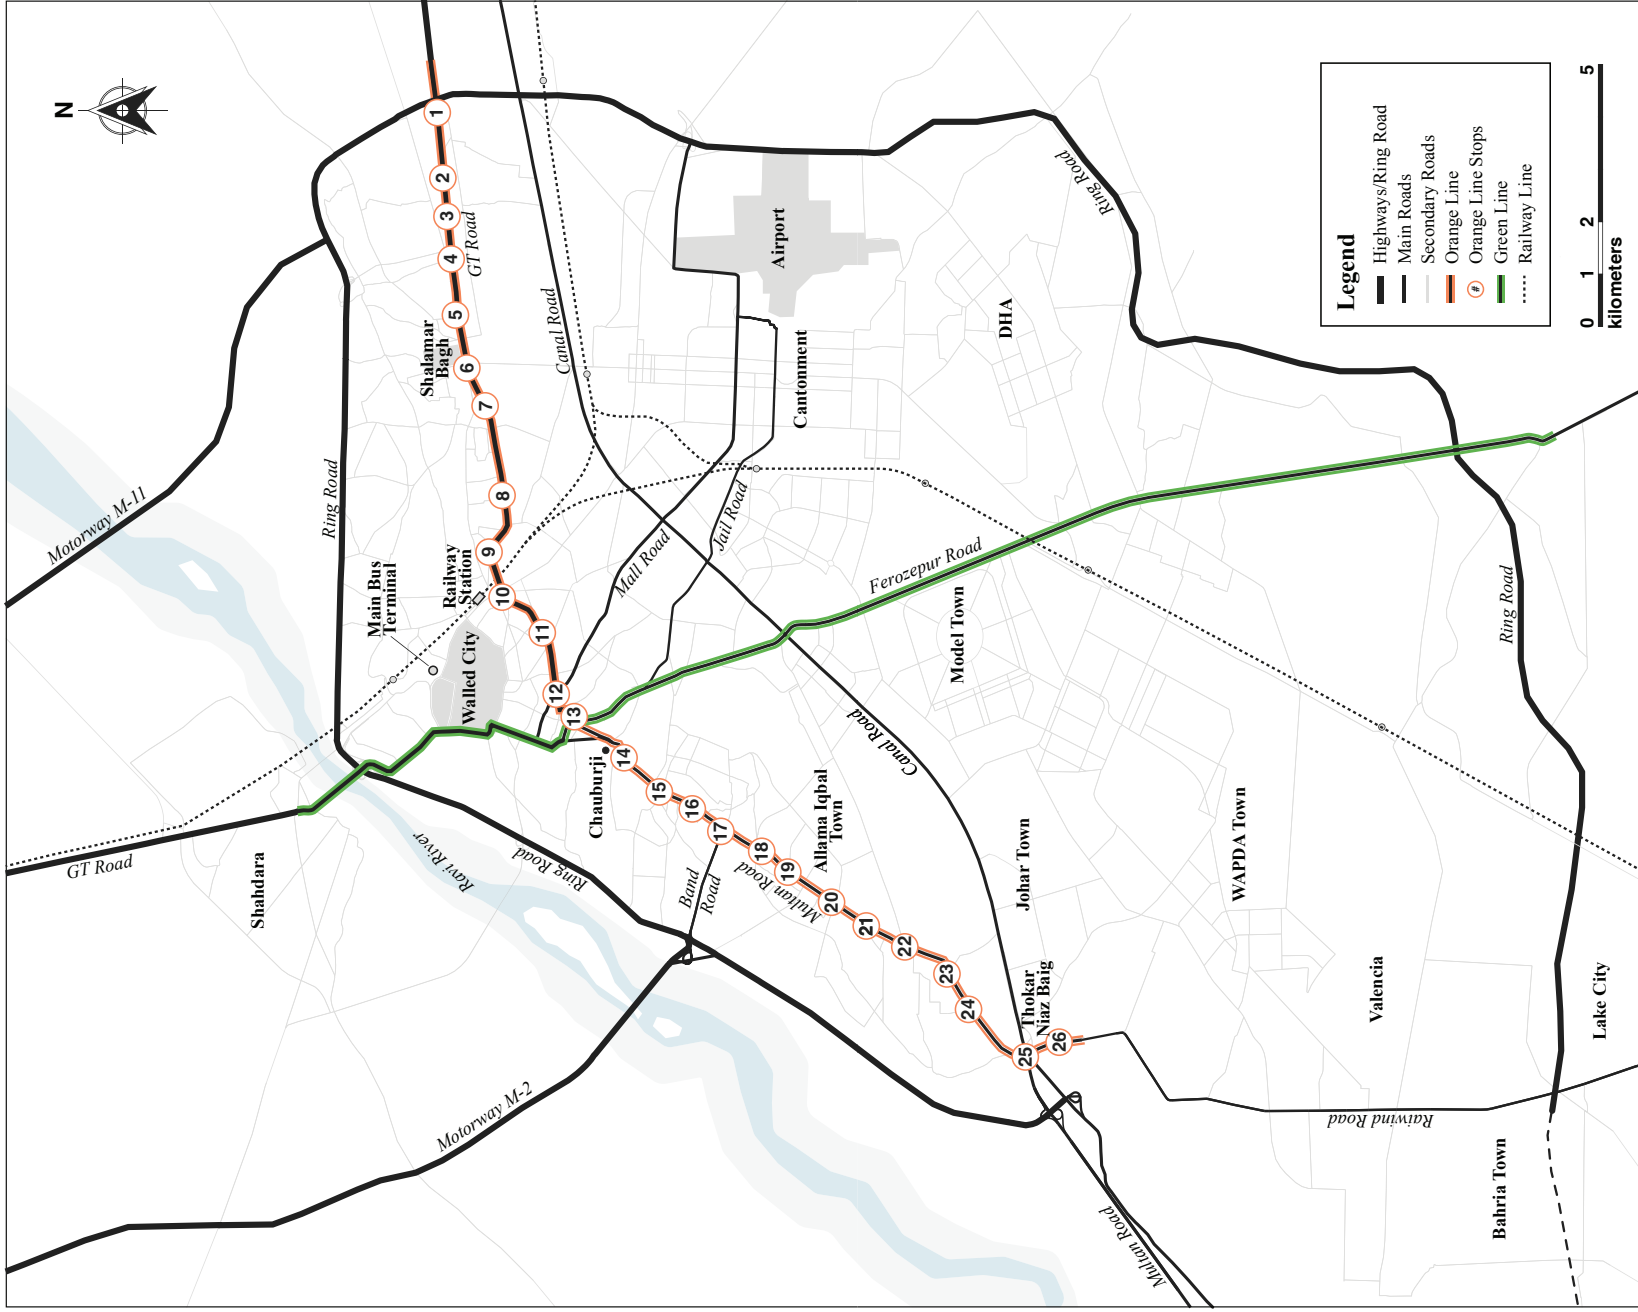 N
Motorway M-11
Ring Road
GT Road
Shahdara
Ravi River
Ring Road
Motorway M-2
Main Bus
Terminal
Railway
Station
Walled City
Shalamar
Bagh
GT Road
Canal Road
1
2
3
4
5
6
7
8
9
10
11
12
13
14
15
16
17
18
19
20
21
22
23
24
25
26
Chauburji
Mall Road
Jail Road
Airport
Cantonment
DHA
Ring Road
Ferozepur Road
Model Town
Canal Road
Band
Road
Multan Road
Allama Iqbal
Town
Johar Town
Thokar
Niaz Baig
WAPDA Town
Valencia
Lake City
Ring Road
Raiwind Road
Bahria Town
Multan Road
Legend
Highways/Ring Road
Main Roads
Secondary Roads
Orange Line
# Orange Line Stops
Green Line
Railway Line
0 1 2 5
kilometers